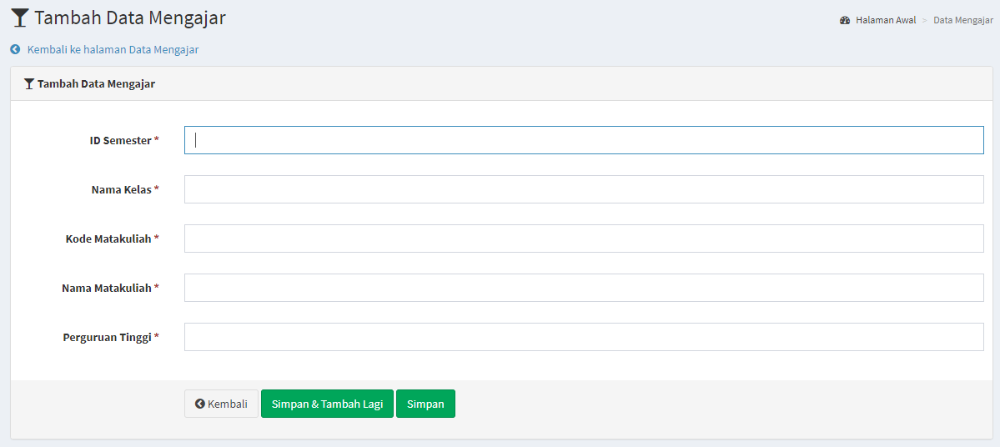 Tambah Data Mengajar
Halaman Awal > Data Mengajar
Kembali ke halaman Data Mengajar
Tambah Data Mengajar
ID Semester *
Nama Kelas *
Kode Matakuliah *
Nama Matakuliah *
Perguruan Tinggi *
Kembali Simpan & Tambah Lagi Simpan